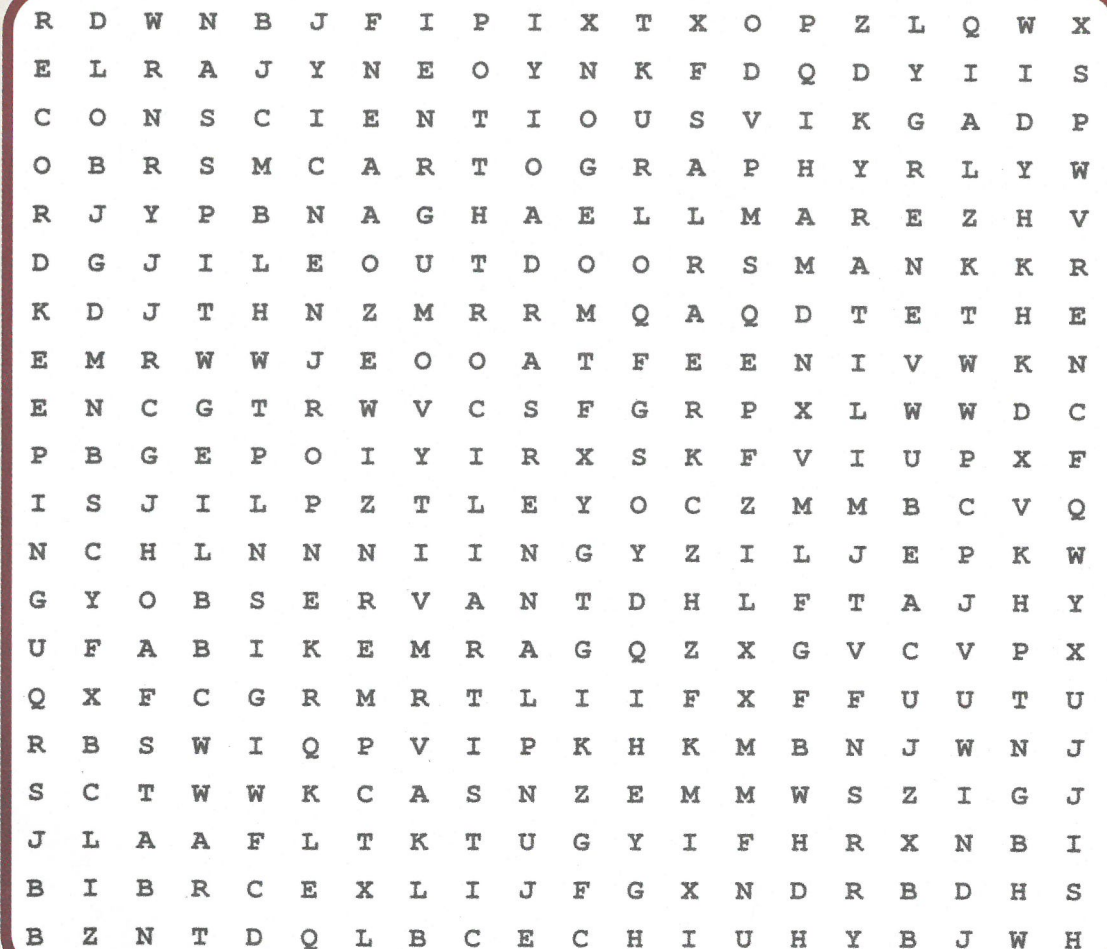 R D W N B J F I P I X T X O P Z L Q W X
E L R A J Y N E O Y N K F D Q D Y I I S
C O N S C I E N T I O U S V I K G A D P
O B R S M C A R T O G R A P H Y R L Y W
R J Y P B N A G H A E L L M A R E Z H V
D G J I L E O U T D O O R S M A N K K R
K D J T H N Z M R R M Q A Q D T E T H E
E M R W W J E O O A T F E E N I V W K N
E N C G T R W V C S F G R P X L W W D C
P B G E P O I Y I R X S K F V I U P X F
I S J I L P Z T L E Y O C Z M M B C V Q
N C H L N N N I I N G Y Z I L J E P K W
G Y O B S E R V A N T D H L F T A J H Y
U F A B I K E M R A G Q Z X G V C V P X
Q X F C G R M R T L I I F X F F U U T U
R B S W I Q P V I P K H K M B N J W N J
S C T W W K C A S N Z E M M W S Z I G J
J L A A F L T K T U G Y I F H R X N B I
B I B R C E X L I J F G X N D R B D H S
B Z N T D Q L B C E C H I U H Y B J W H